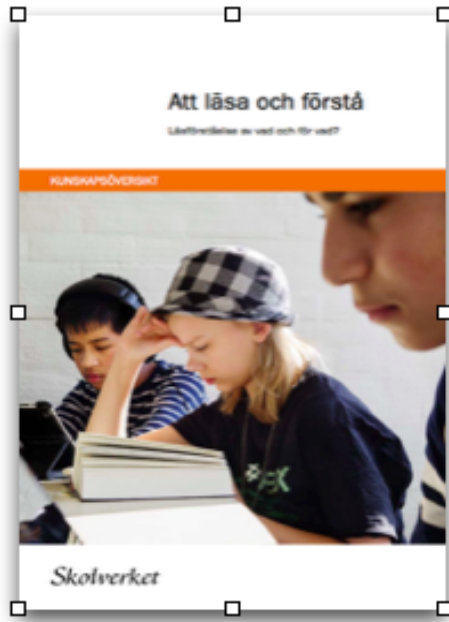 Att läsa och förstå
Läsförståelse av vad och för vad?
KUNSKAPSÖVERSIKT
Skolverket